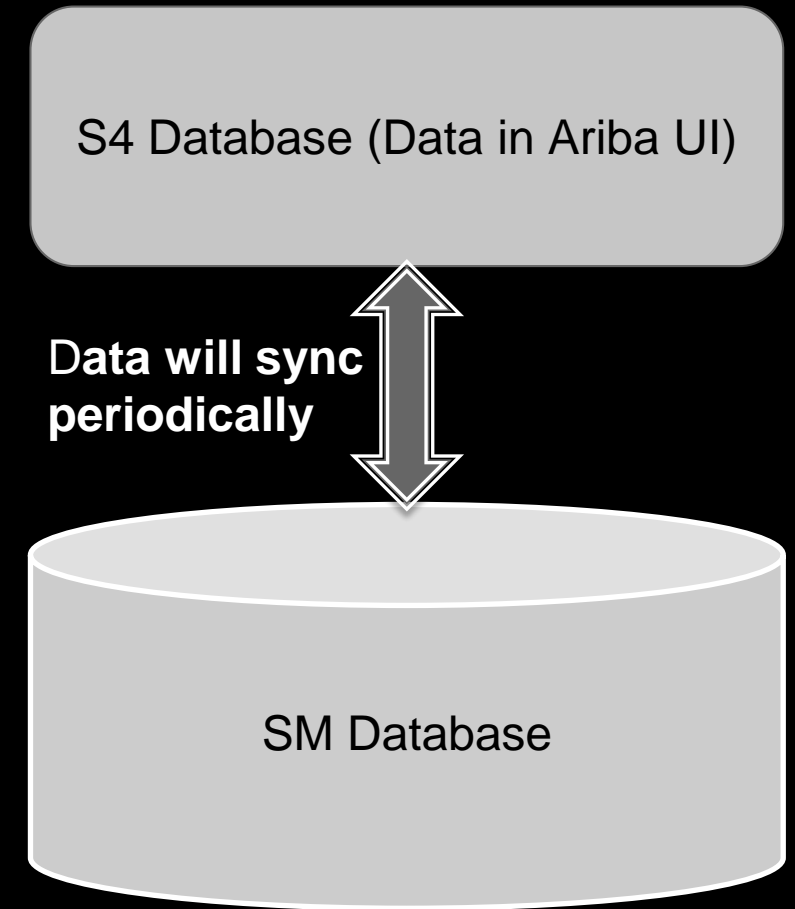 S4 Database (Data in Ariba UI)
Data will sync
periodically
SM Database